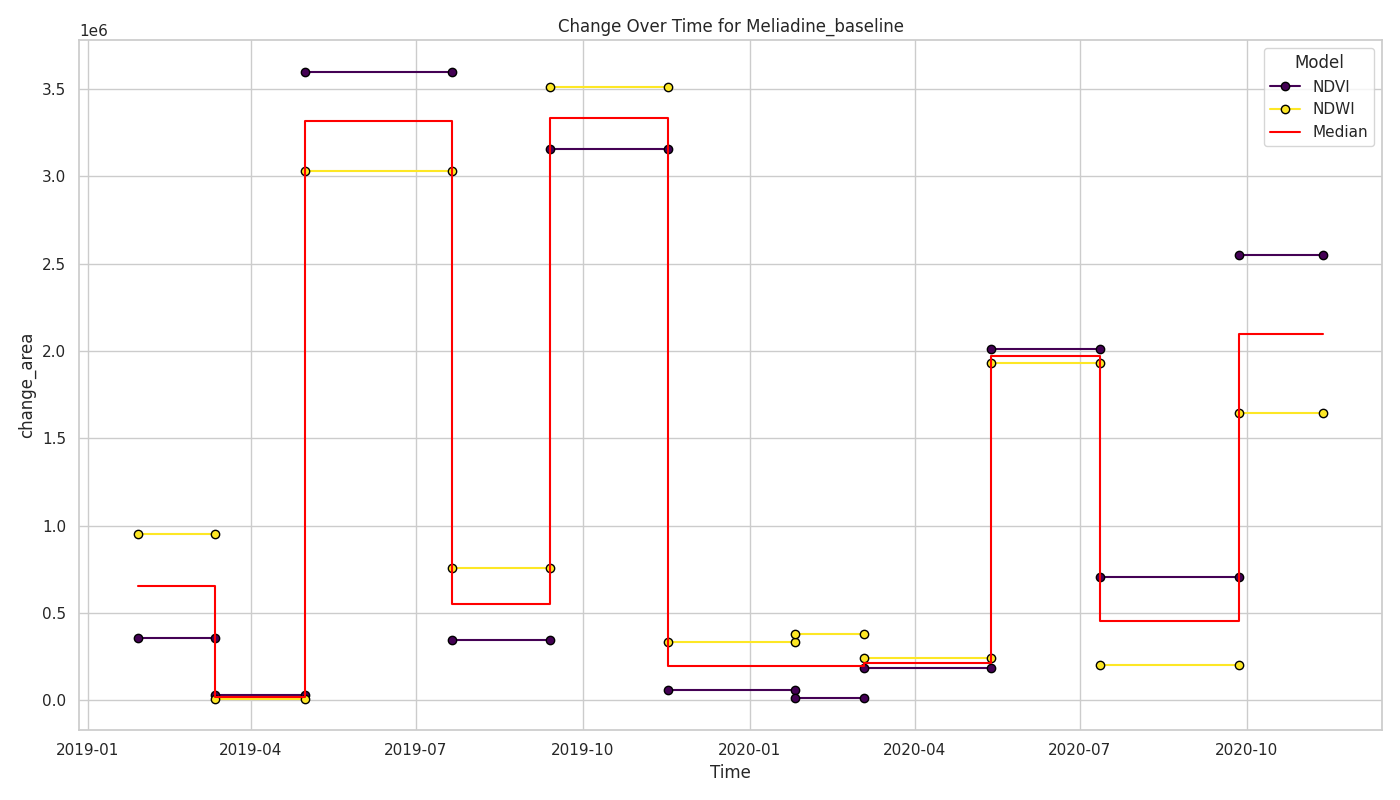 Change Over Time for Meliadine_baseline
1e6
Model
NDVI
NDWI
Median
3.5
3.0
2.5
2.0
1.5
1.0
0.5
0.0
change_area
2019-01 2019-04 2019-07 2019-10 2020-01 2020-04 2020-07 2020-10
Time